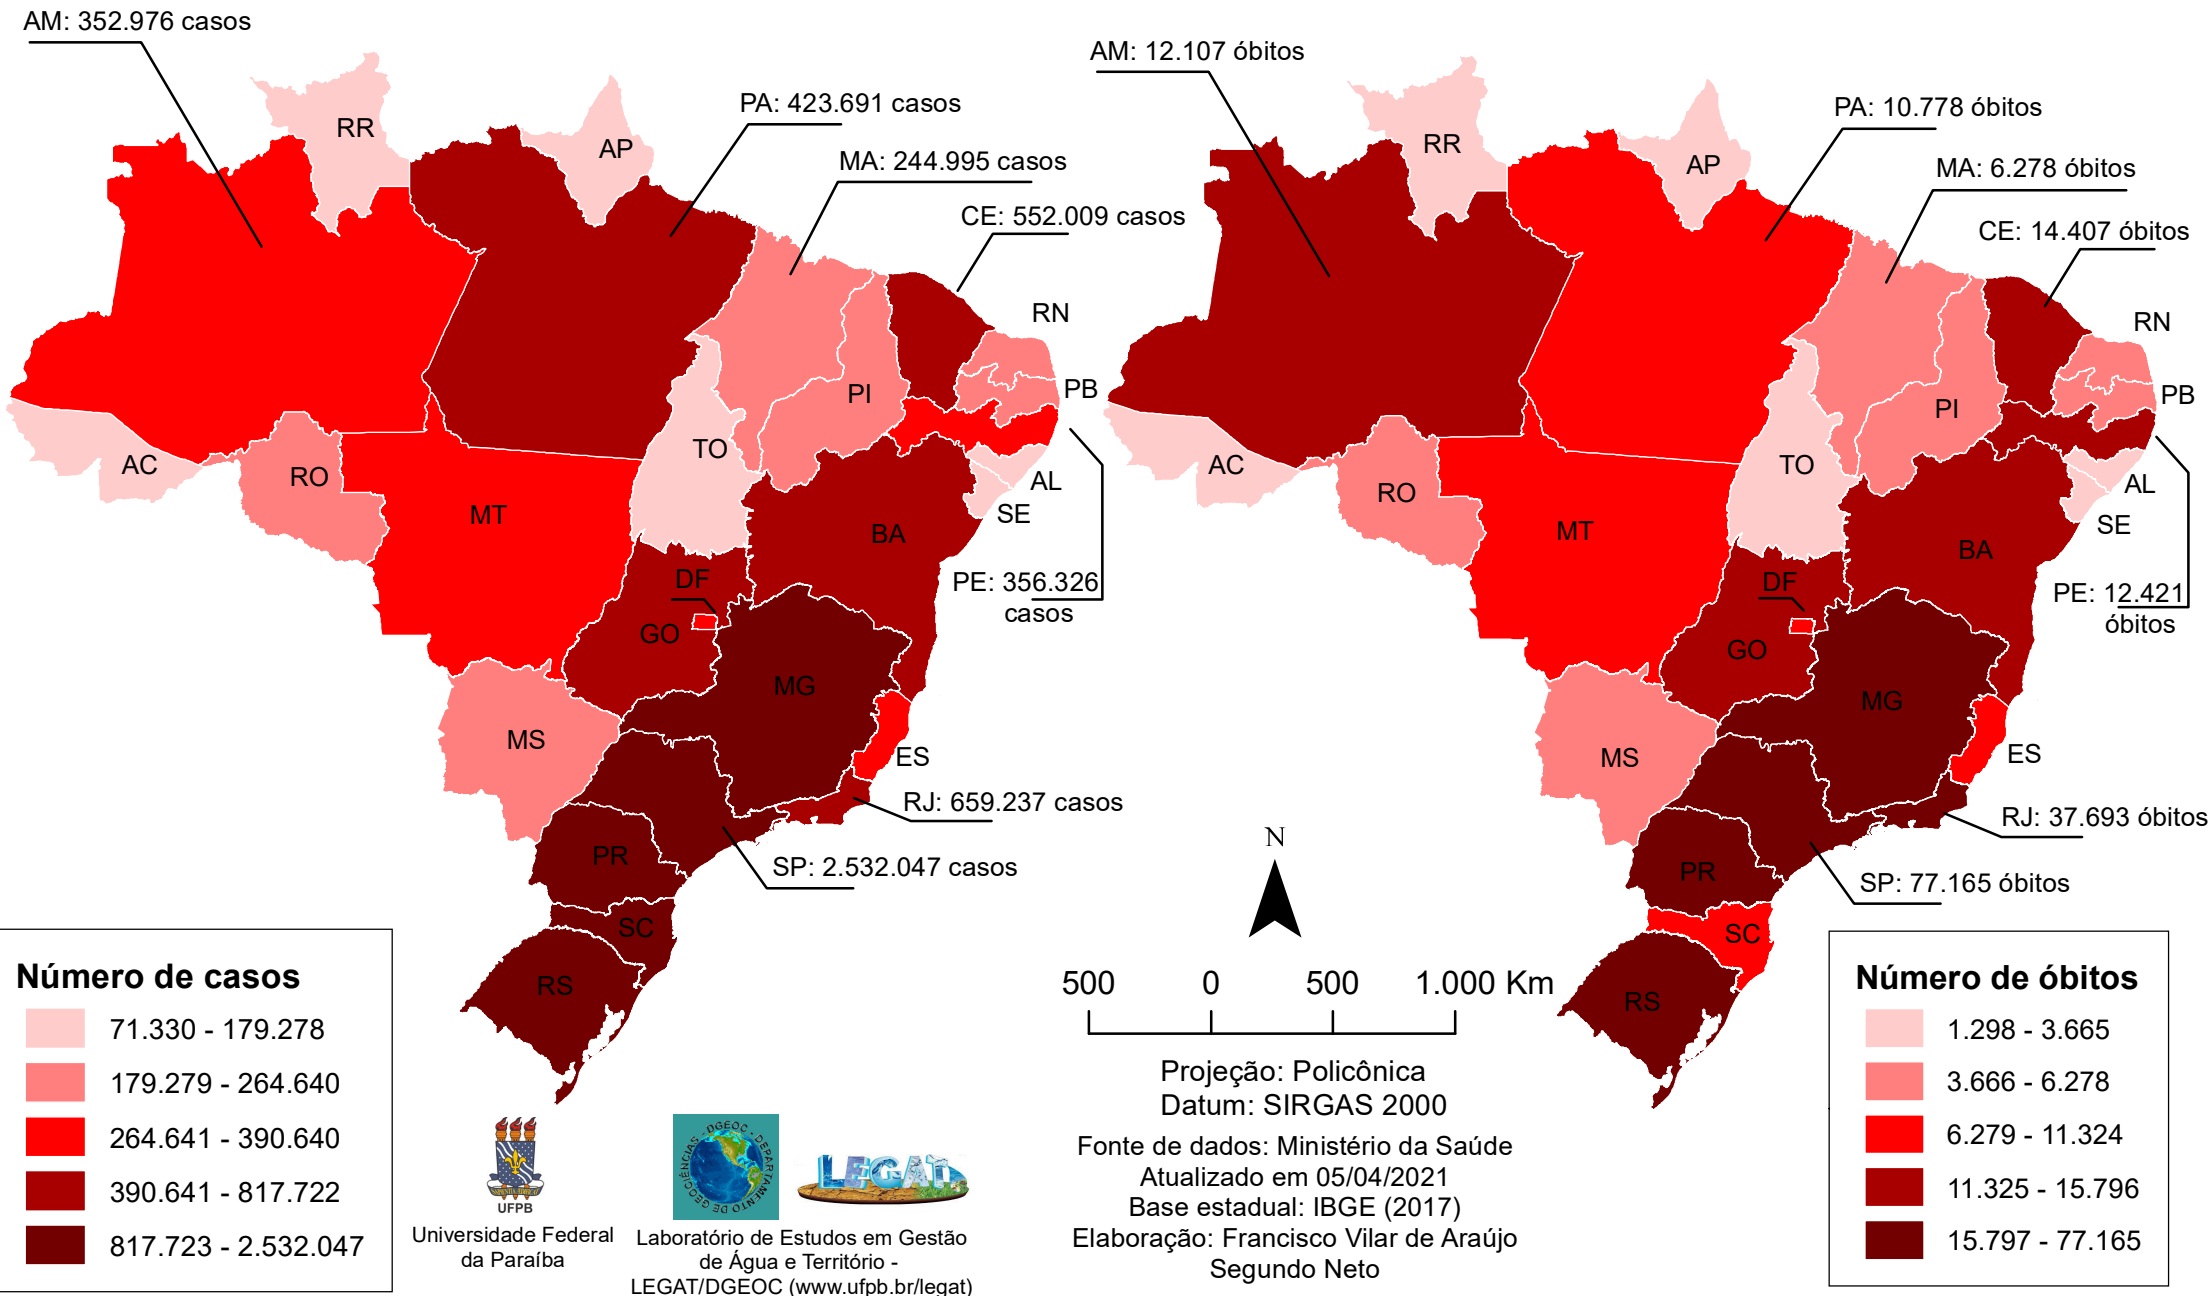 AM: 352.976 casos
RR
AP
PA: 423.691 casos
MA: 244.995 casos
CE: 552.009 casos
RN
PB
PI
TO
AC
RO
MT
AL
SE
BA
PE: 356.326
casos
DF
GO
MG
MS
ES
RJ: 659.237 casos
SP: 2.532.047 casos
PR
SC
RS
Número de casos
71.330 - 179.278
179.279 - 264.640
264.641 - 390.640
390.641 - 817.722
817.723 - 2.532.047
AM: 12.107 óbitos
RR
AP
PA: 10.778 óbitos
MA: 6.278 óbitos
CE: 14.407 óbitos
RN
PB
PI
TO
AC
RO
MT
AL
SE
BA
PE: 12.421
óbitos
DF
GO
MG
MS
ES
RJ: 37.693 óbitos
SP: 77.165 óbitos
PR
SC
RS
Número de óbitos
1.298 - 3.665
3.666 - 6.278
6.279 - 11.324
11.325 - 15.796
15.797 - 77.165
N
500 0 500 1.000 Km
Projeção: Policônica
Datum: SIRGAS 2000
Fonte de dados: Ministério da Saúde
Atualizado em 05/04/2021
Base estadual: IBGE (2017)
Elaboração: Francisco Vilar de Araújo
Segundo Neto
UFPB
Universidade Federal
da Paraíba
DGEOC - DEPARTAMENTO DE GEOCIÊNCIAS -
LEGAT
Laboratório de Estudos em Gestão
de Água e Território -
LEGAT/DGEOC (www.ufpb.br/legat)